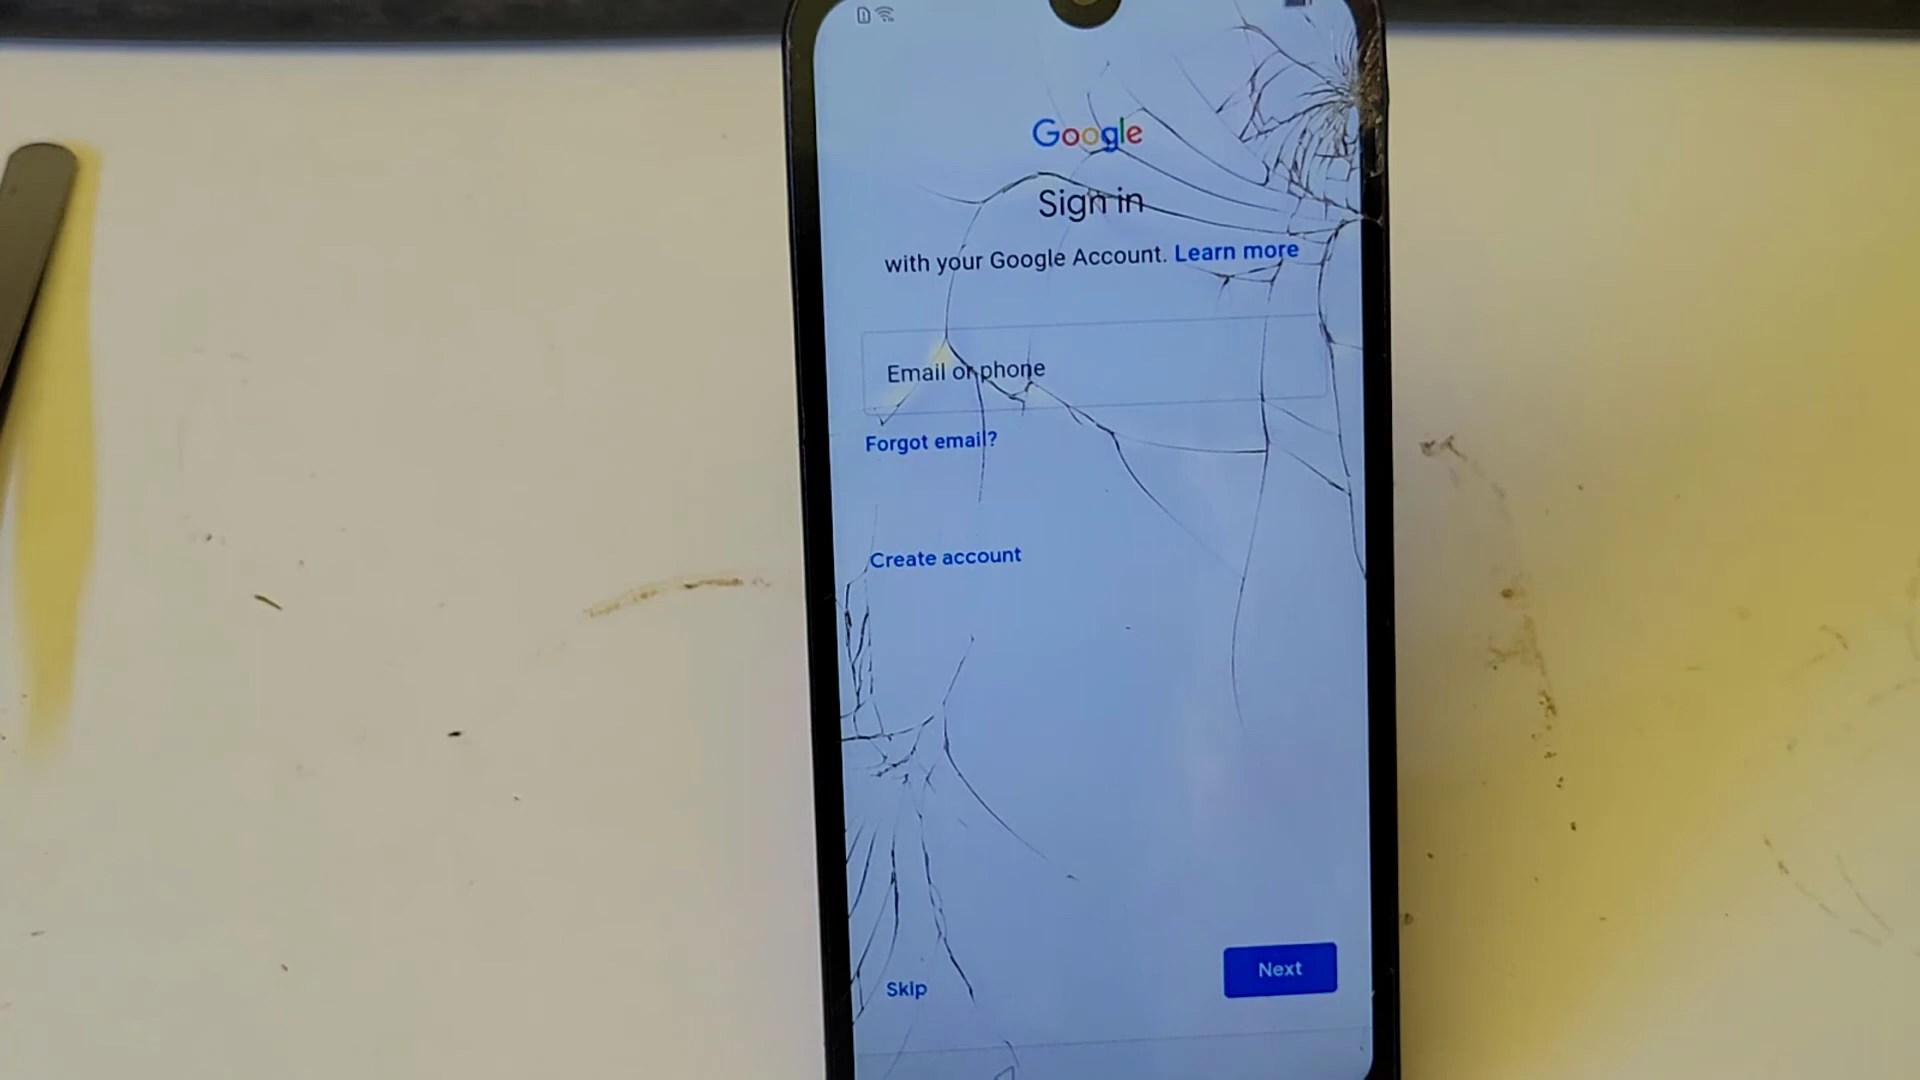 Google
Sign in
with your Google Account. Learn more
Email or phone
Forgot email?
Create account
Skip
Next